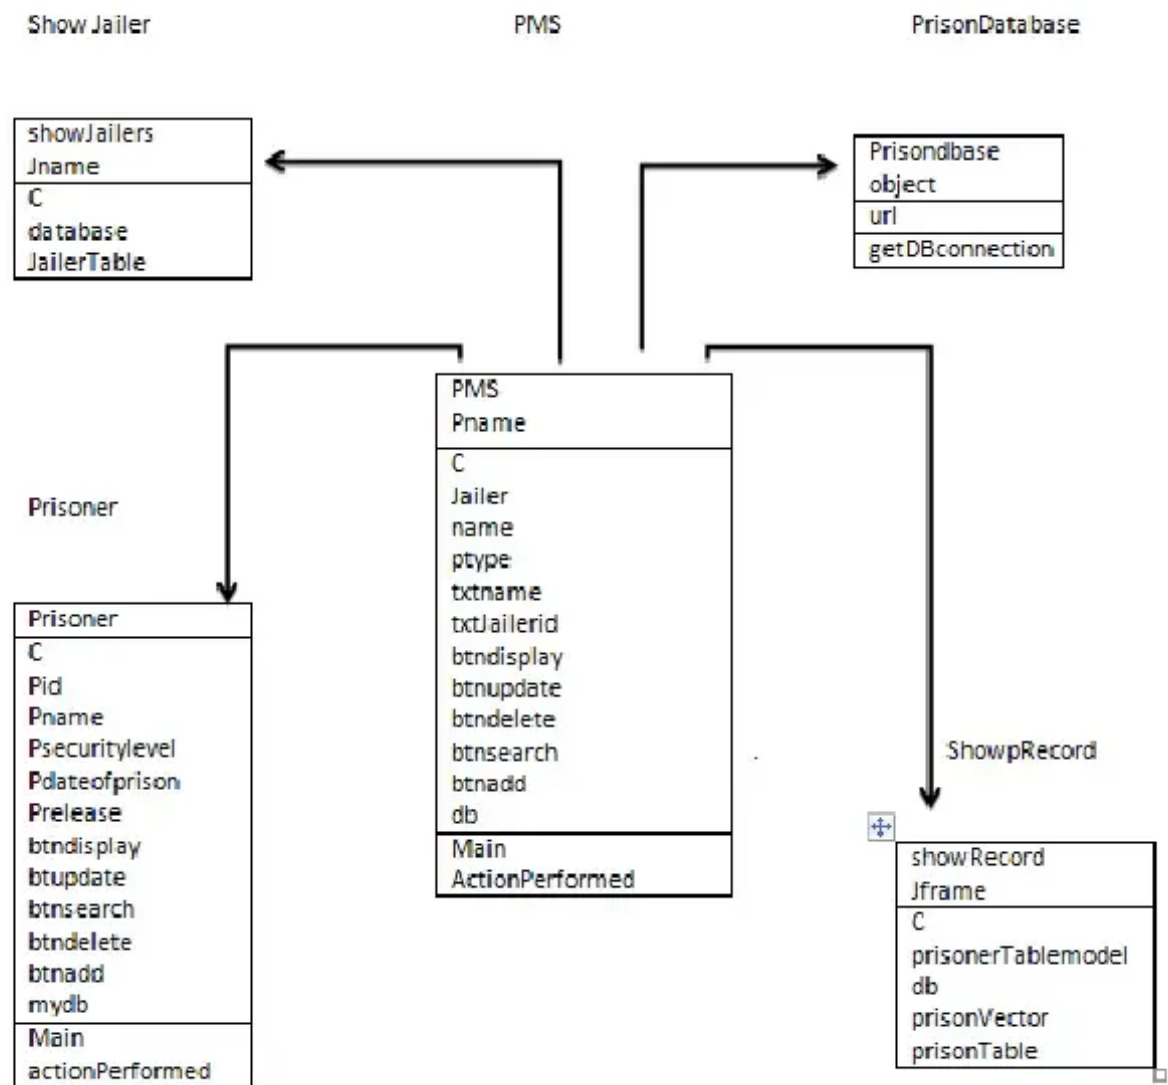 Show Jailer
PMS
PrisonDatabase
showJailers
Jname
C
database
JailerTable
Prisondbase
object
url
getDBconnection
PMS
Pname
C
Jailer
name
ptype
txtname
txtJailerid
btndisplay
btnupdate
btndelete
btnsearch
btnadd
db
Main
ActionPerformed
Prisoner
Prisoner
C
Pid
Pname
Psecuritylevel
Pdateofprison
Prelease
btndisplay
btupdate
btnsearch
btndelete
btnadd
mydb
Main
actionPerformed
ShowpRecord
showRecord
Jframe
C
prisonerTablemodel
db
prisonVector
prisonTable